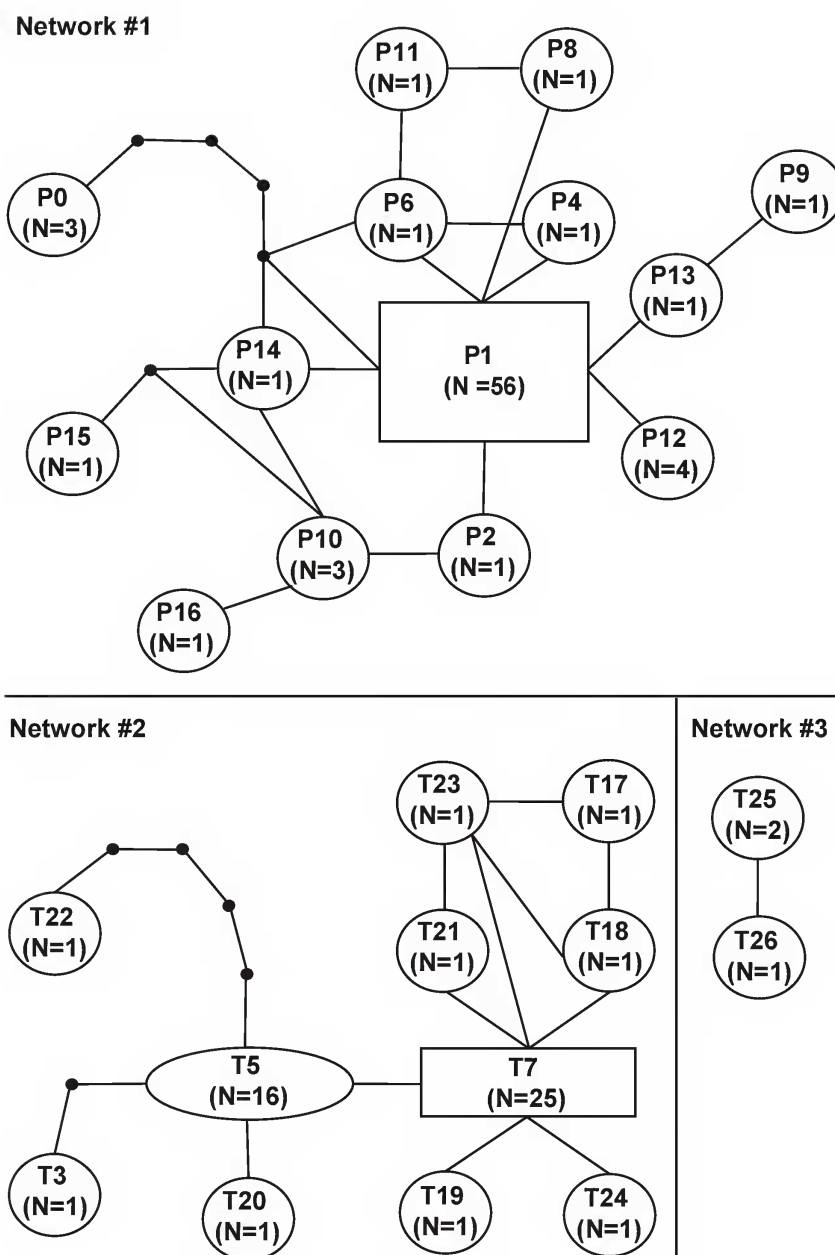 Network #1
P11
(N=1)
P8
(N=1)
P0
(N=3)
P6
(N=1)
P4
(N=1)
P9
(N=1)
P13
(N=1)
P14
(N=1)
P1
(N =56)
P15
(N=1)
P12
(N=4)
P10
(N=3)
P2
(N=1)
P16
(N=1)
Network #2
T23
(N=1)
T17
(N=1)
T22
(N=1)
T21
(N=1)
T18
(N=1)
T5
(N=16)
T7
(N=25)
T3
(N=1)
T20
(N=1)
T19
(N=1)
T24
(N=1)
Network #3
T25
(N=2)
T26
(N=1)